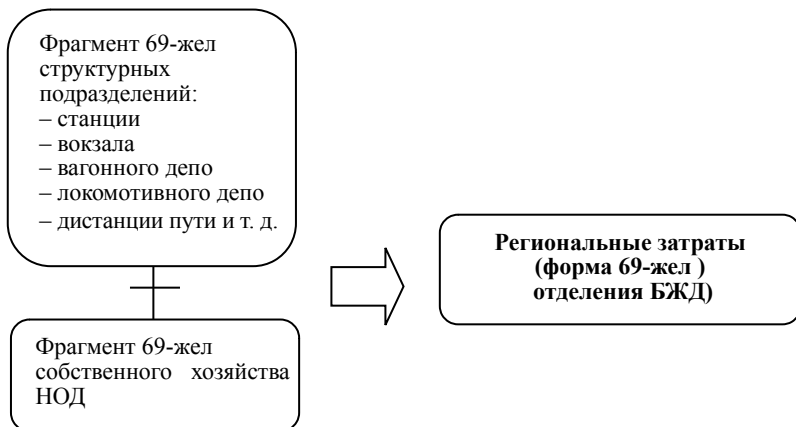 Фрагмент 69-жел
структурных
подразделений:
– станции
– вокзала
– вагонного депо
– локомотивного депо
– дистанции пути и т. д.
Фрагмент 69-жел
собственного хозяйства
НОД
Региональные затраты
(форма 69-жел )
отделения БЖД)